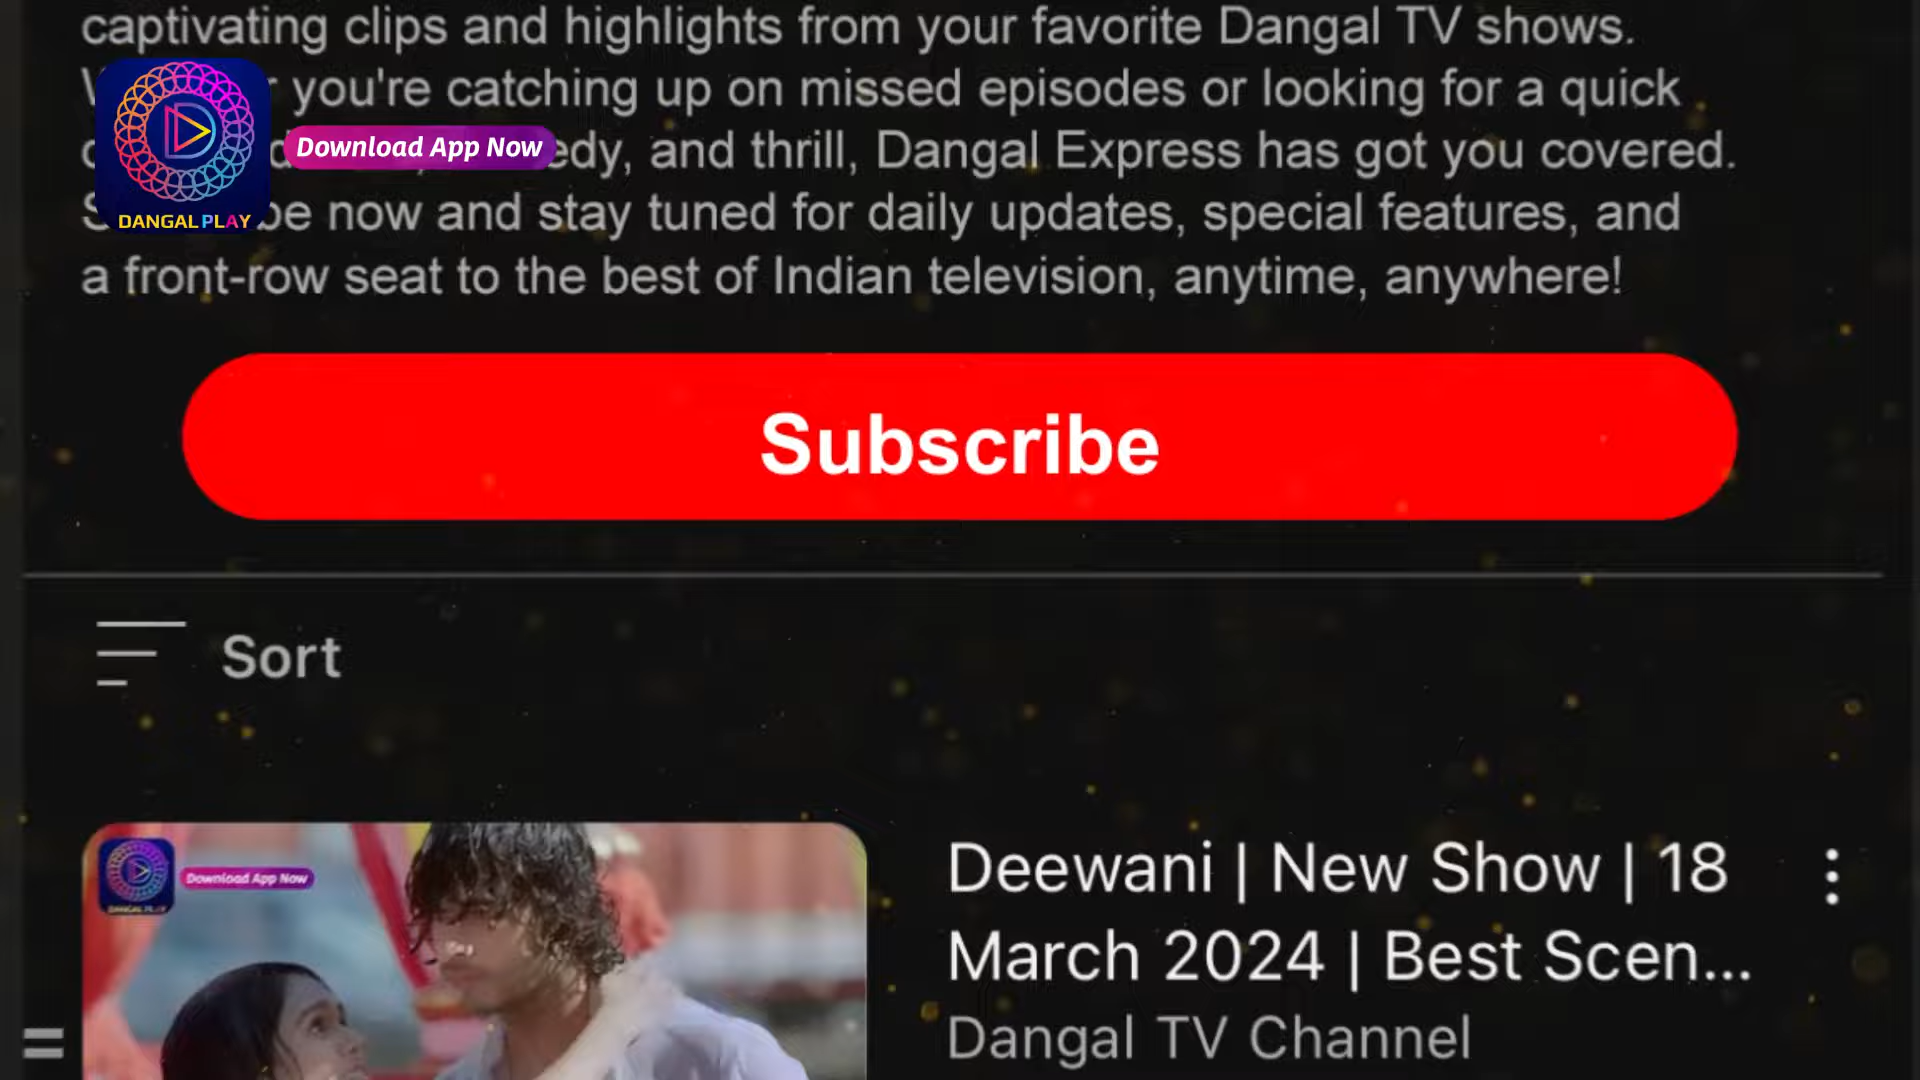 captivating clips and highlights from your favorite Dangal TV shows.
you're catching up on missed episodes or looking for a quick
edy, and thrill, Dangal Express has got you covered.
be now and stay tuned for daily updates, special features, and
a front-row seat to the best of Indian television, anytime, anywhere!
Download App Now
DANGAL PLAY
Subscribe
Sort
Download App Now
DANGAL PLAY
Deewani | New Show | 18
March 2024 | Best Scen...
Dangal TV Channel